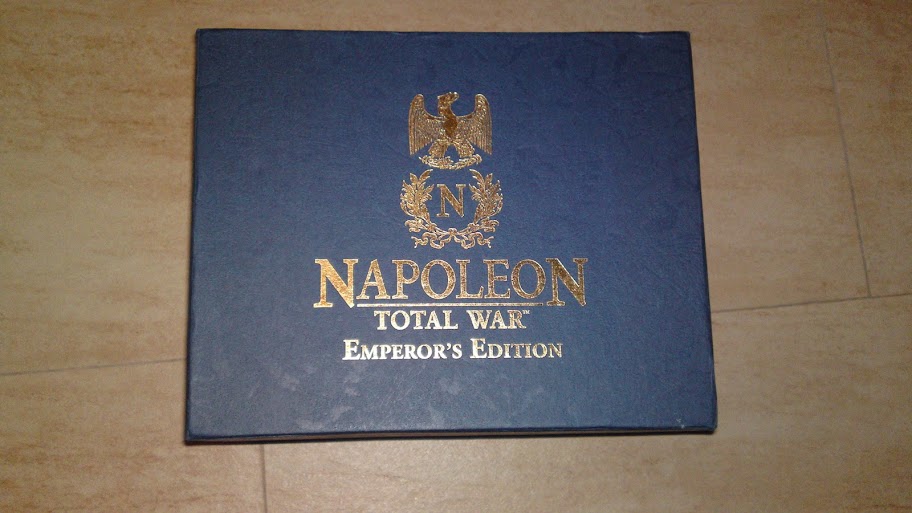 N
NAPOLEON
TOTAL WAR™
EMPEROR'S EDITION